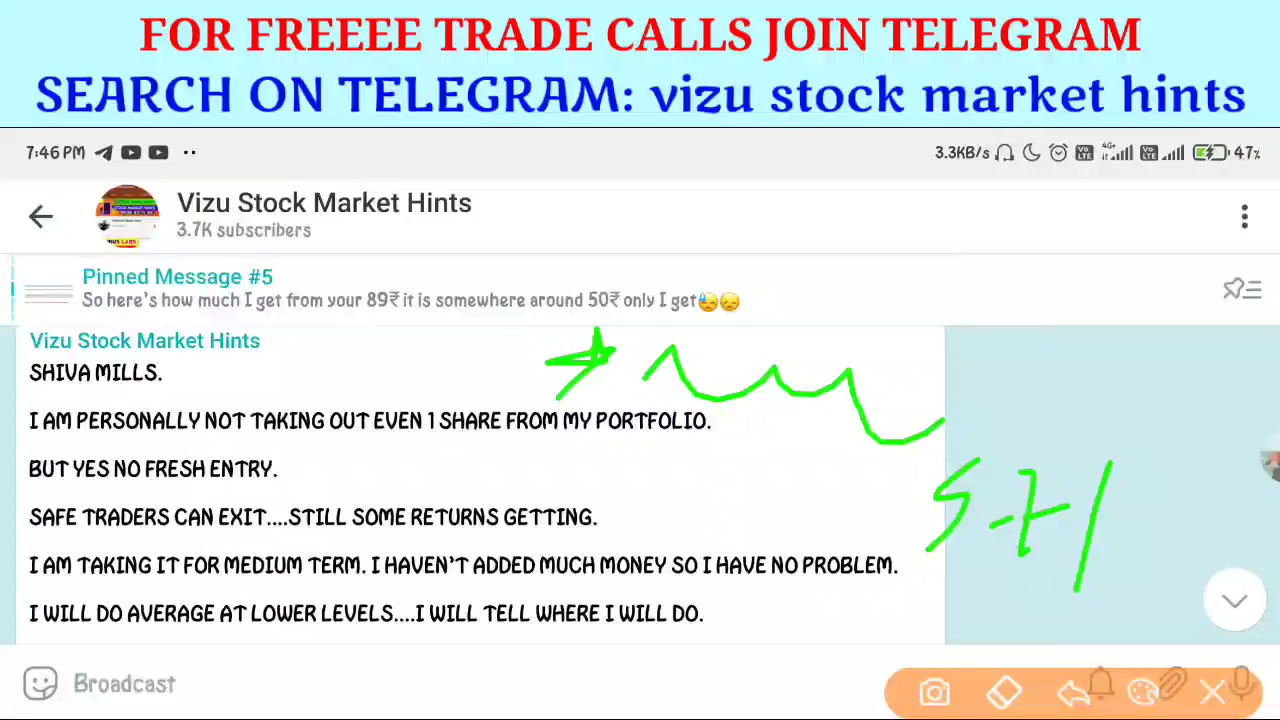 FOR FREEEE TRADE CALLS JOIN TELEGRAM
SEARCH ON TELEGRAM: vizu stock market hints
7:46 PM
3.3KB/s 4G+ Vo LTE Vo LTE 47%
Vizu Stock Market Hints
3.7K subscribers
Pinned Message #5
So here's how much I get from your 89₹ it is somewhere around 50₹ only I get😓😞
Vizu Stock Market Hints
SHIVA MILLS.
I AM PERSONALLY NOT TAKING OUT EVEN 1 SHARE FROM MY PORTFOLIO.
BUT YES NO FRESH ENTRY.
SAFE TRADERS CAN EXIT....STILL SOME RETURNS GETTING.
I AM TAKING IT FOR MEDIUM TERM. I HAVEN'T ADDED MUCH MONEY SO I HAVE NO PROBLEM.
I WILL DO AVERAGE AT LOWER LEVELS....I WILL TELL WHERE I WILL DO.
Broadcast